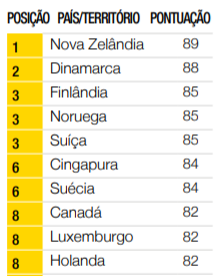 POSIÇÃO PAÍS/TERRITÓRIO PONTUAÇÃO
1 Nova Zelândia 89
2 Dinamarca 88
3 Finlândia 85
3 Noruega 85
3 Suíça 85
6 Cingapura 84
6 Suécia 84
8 Canadá 82
8 Luxemburgo 82
8 Holanda 82